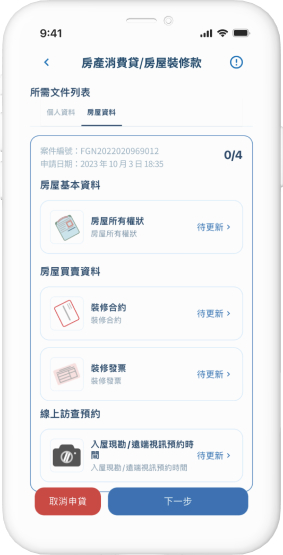 9:41
房產消費貸/房屋裝修款
所需文件列表
個人資料 房屋資料
案件編號：FGN2022020969012
申請日期：2023 年 10 月 3 日 18:35
0/4
房屋基本資料
房屋所有權狀
房屋所有權狀
待更新
房屋買賣資料
裝修合約
裝修合約
待更新
裝修發票
裝修發票
待更新
線上訪查預約
入屋現勘/遠端視訊預約時
間
入屋現勘/遠端視訊預約時間
待更新
取消申貸
下一步